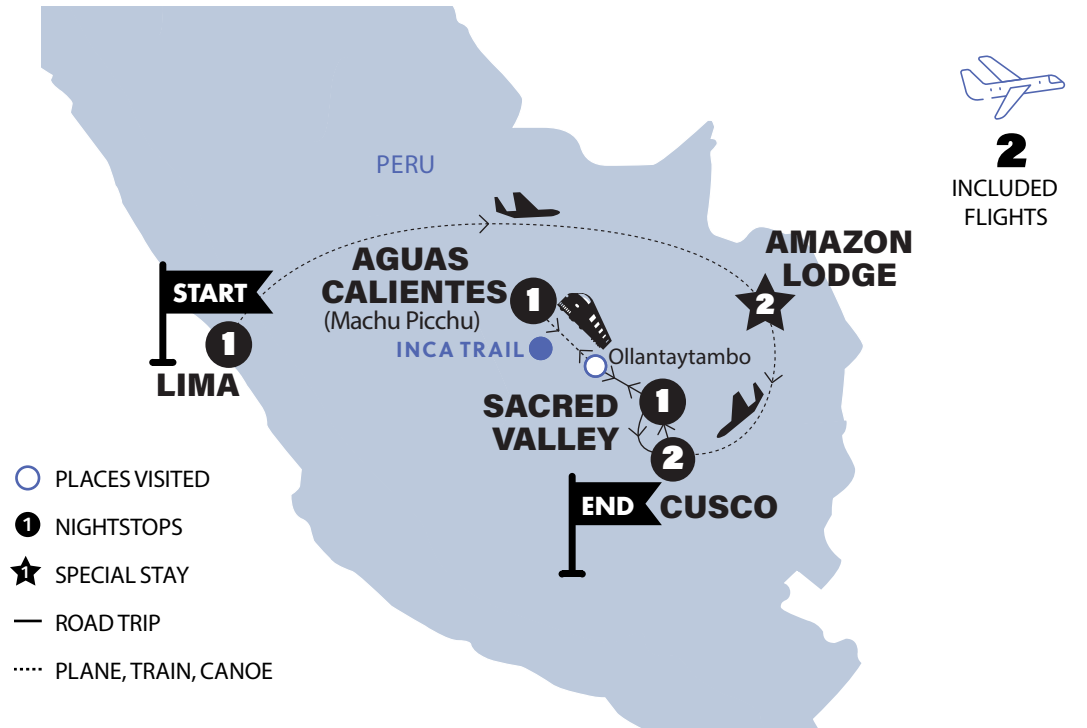 PERU
2
INCLUDED
FLIGHTS
AMAZON
LODGE
2
START
1
LIMA
AGUAS
CALIENTES
(Machu Picchu)
1
INCA TRAIL
Ollantaytambo
SACRED
VALLEY
1
2
END
CUSCO
PLACES VISITED
1 NIGHTSTOPS
1 SPECIAL STAY
ROAD TRIP
PLANE, TRAIN, CANOE